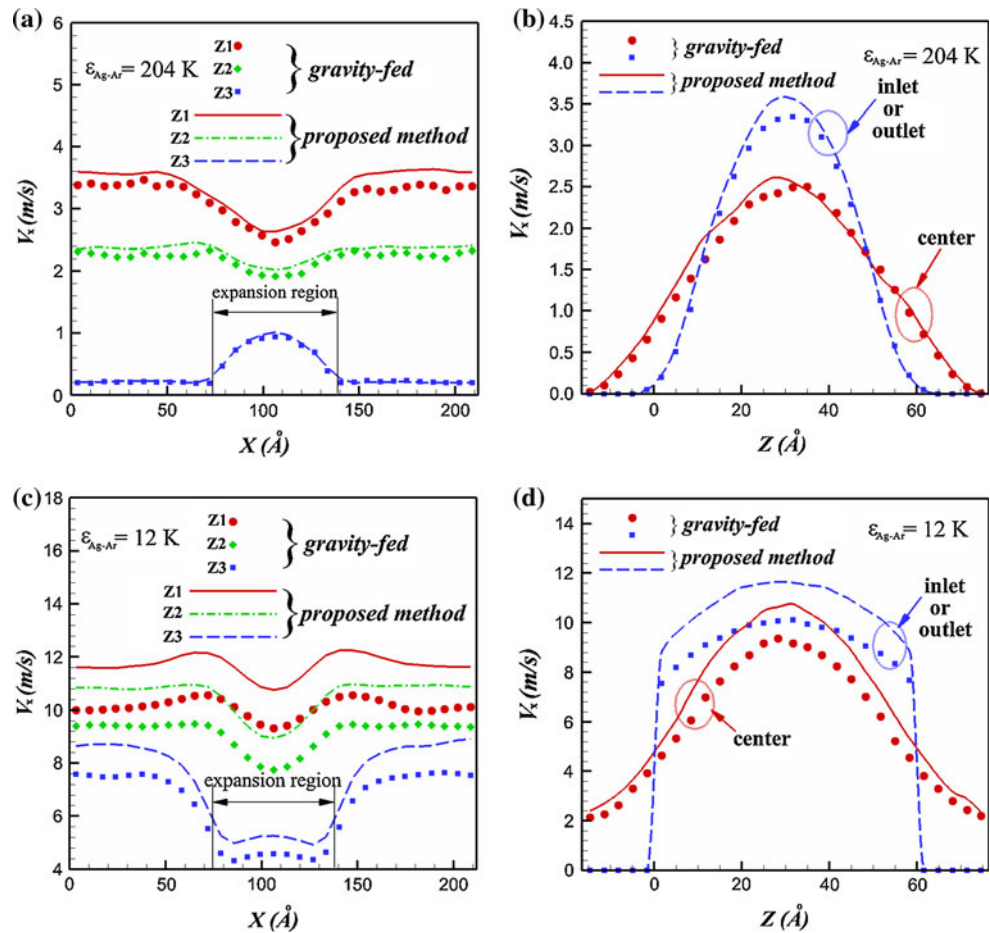 (a)
6
5
4
3
2
1
0
V_x (m/s)
ε_Ag-Ar = 204 K
Z1
Z2
Z3
} gravity-fed
Z1
Z2
Z3
} proposed method
expansion region
0 50 100 150 200
X (Å)
(b)
4.5
4.0
3.5
3.0
2.5
2.0
1.5
1.0
0.5
0.0
V_x (m/s)
} gravity-fed
} proposed method
ε_Ag-Ar = 204 K
inlet
or
outlet
center
0 20 40 60
Z (Å)
(c)
18
16
14
12
10
8
6
4
V_x (m/s)
ε_Ag-Ar = 12 K
Z1
Z2
Z3
} gravity-fed
Z1
Z2
Z3
} proposed method
expansion region
0 50 100 150 200
X (Å)
(d)
14
12
10
8
6
4
2
0
V_x (m/s)
} gravity-fed
} proposed method
ε_Ag-Ar = 12 K
inlet
or
outlet
center
0 20 40 60
Z (Å)